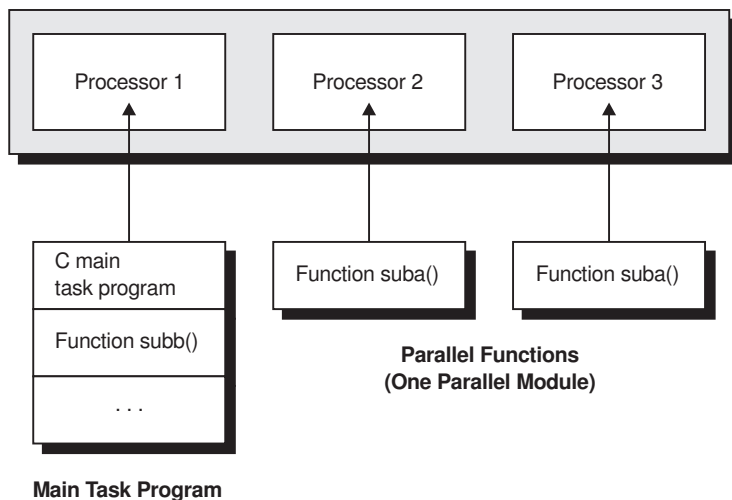 Processor 1
Processor 2
Processor 3
C main
task program
Function subb()
. . .
Function suba()
Function suba()
Parallel Functions
(One Parallel Module)
Main Task Program